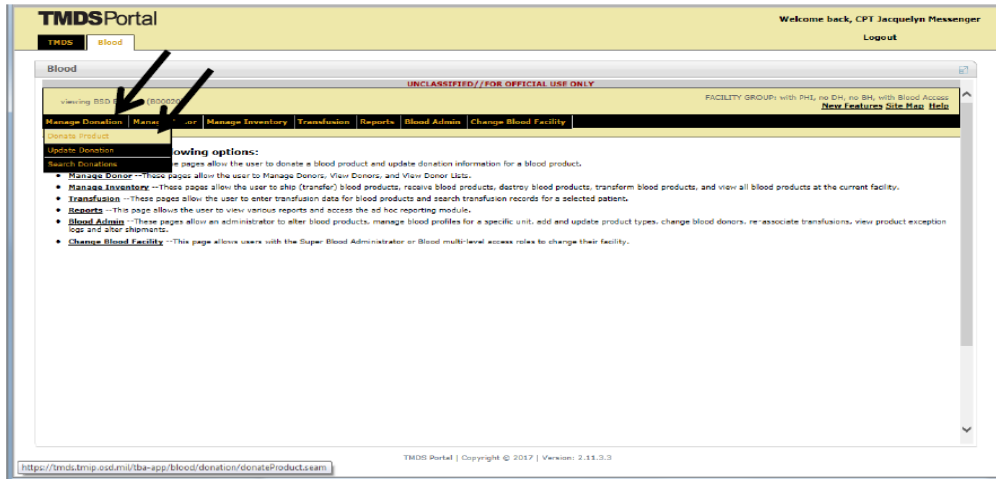 TMDSPortal
Welcome back, CPT Jacquelyn Messenger
Logout
TMDS Blood
Blood
UNCLASSIFIED//FOR OFFICIAL USE ONLY
viewing BSD
FACILITY GROUP: with PHI, no DH, no BH, with Blood Access
New Features Site Map Help
Manage Donation Manage Inventory Transfusion Reports Blood Admin Change Blood Facility
Donate Product
Update Donation
Search Donations
options:
pages allow the user to donate a blood product and update donation information for a blood product.
• Manage Donor --These pages allow the user to Manage Donors, View Donors, and View Donor Lists.
• Manage Inventory --These pages allow the user to ship (transfer) blood products, receive blood products, destroy blood products, transform blood products, and view all blood products at the current facility.
• Transfusion --These pages allow the user to enter transfusion data for blood products and search transfusion records for a selected patient.
• Reports --This page allows the user to view various reports and access the ad hoc reporting module.
• Blood Admin --These pages allow an administrator to alter blood products, manage blood profiles for a specific unit, add and update product types, change blood donors, re-associate transfusions, view product exception
logs and alter shipments.
• Change Blood Facility --This page allows users with the Super Blood Administrator or Blood multi-level access roles to change their facility.
TMDS Portal | Copyright © 2017 | Version: 2.11.3.3
https://tmds.tmip.osd.mil/tba-app/blood/donation/donateProduct.seam